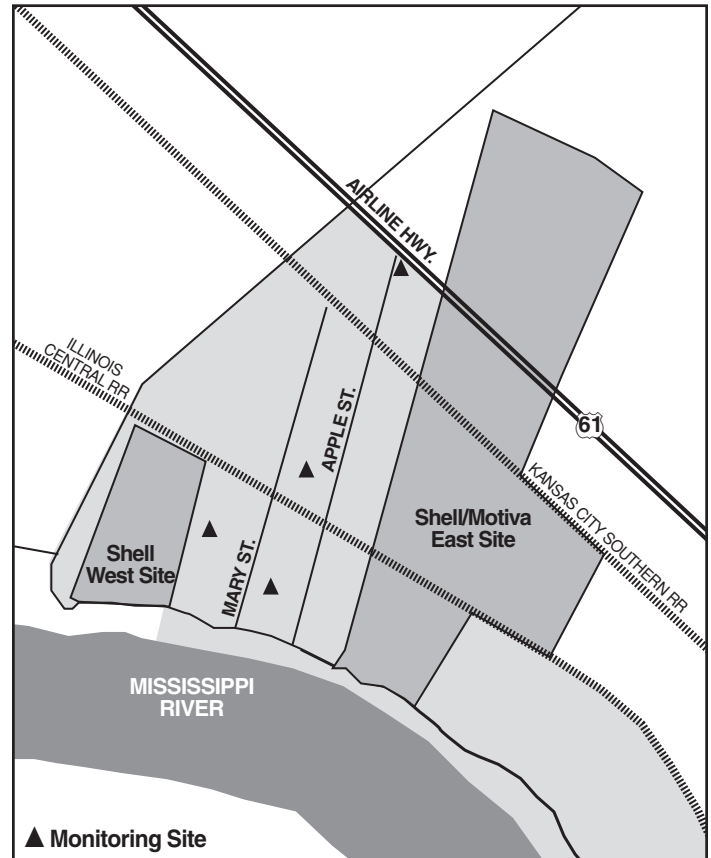 AIRLINE HWY.
ILLINOIS
CENTRAL RR
APPLE ST.
61
KANSAS CITY SOUTHERN RR
Shell/Motiva
East Site
Shell
West Site
MARY ST.
MISSISSIPPI
RIVER
Monitoring Site